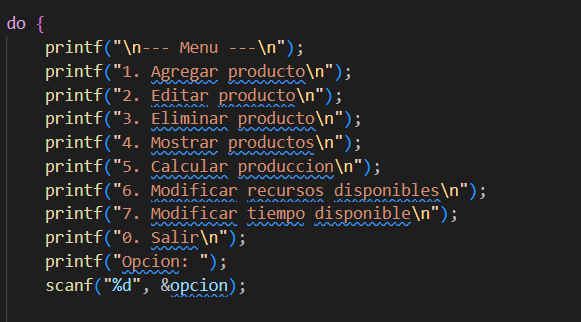 do {
printf("\n--- Menu ---\n");
printf("1. Agregar producto\n");
printf("2. Editar producto\n");
printf("3. Eliminar producto\n");
printf("4. Mostrar productos\n");
printf("5. Calcular produccion\n");
printf("6. Modificar recursos disponibles\n");
printf("7. Modificar tiempo disponible\n");
printf("0. Salir\n");
printf("Opcion: ");
scanf("%d", &opcion);